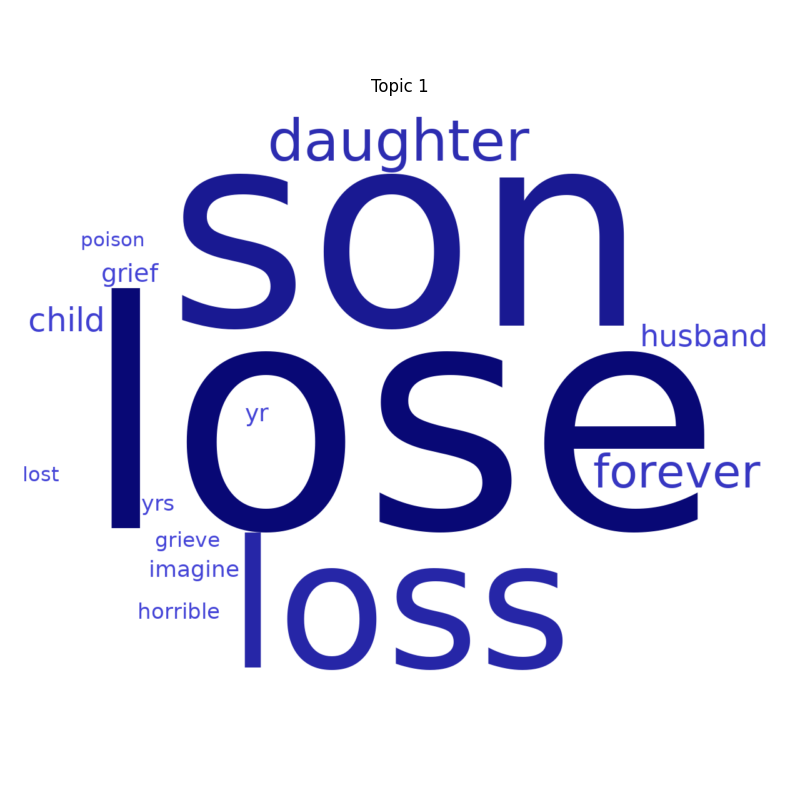 Topic 1
daughter
son
poison
grief
child
husband
lose
yr
forever
lost
yrs
grieve
imagine
loss
horrible